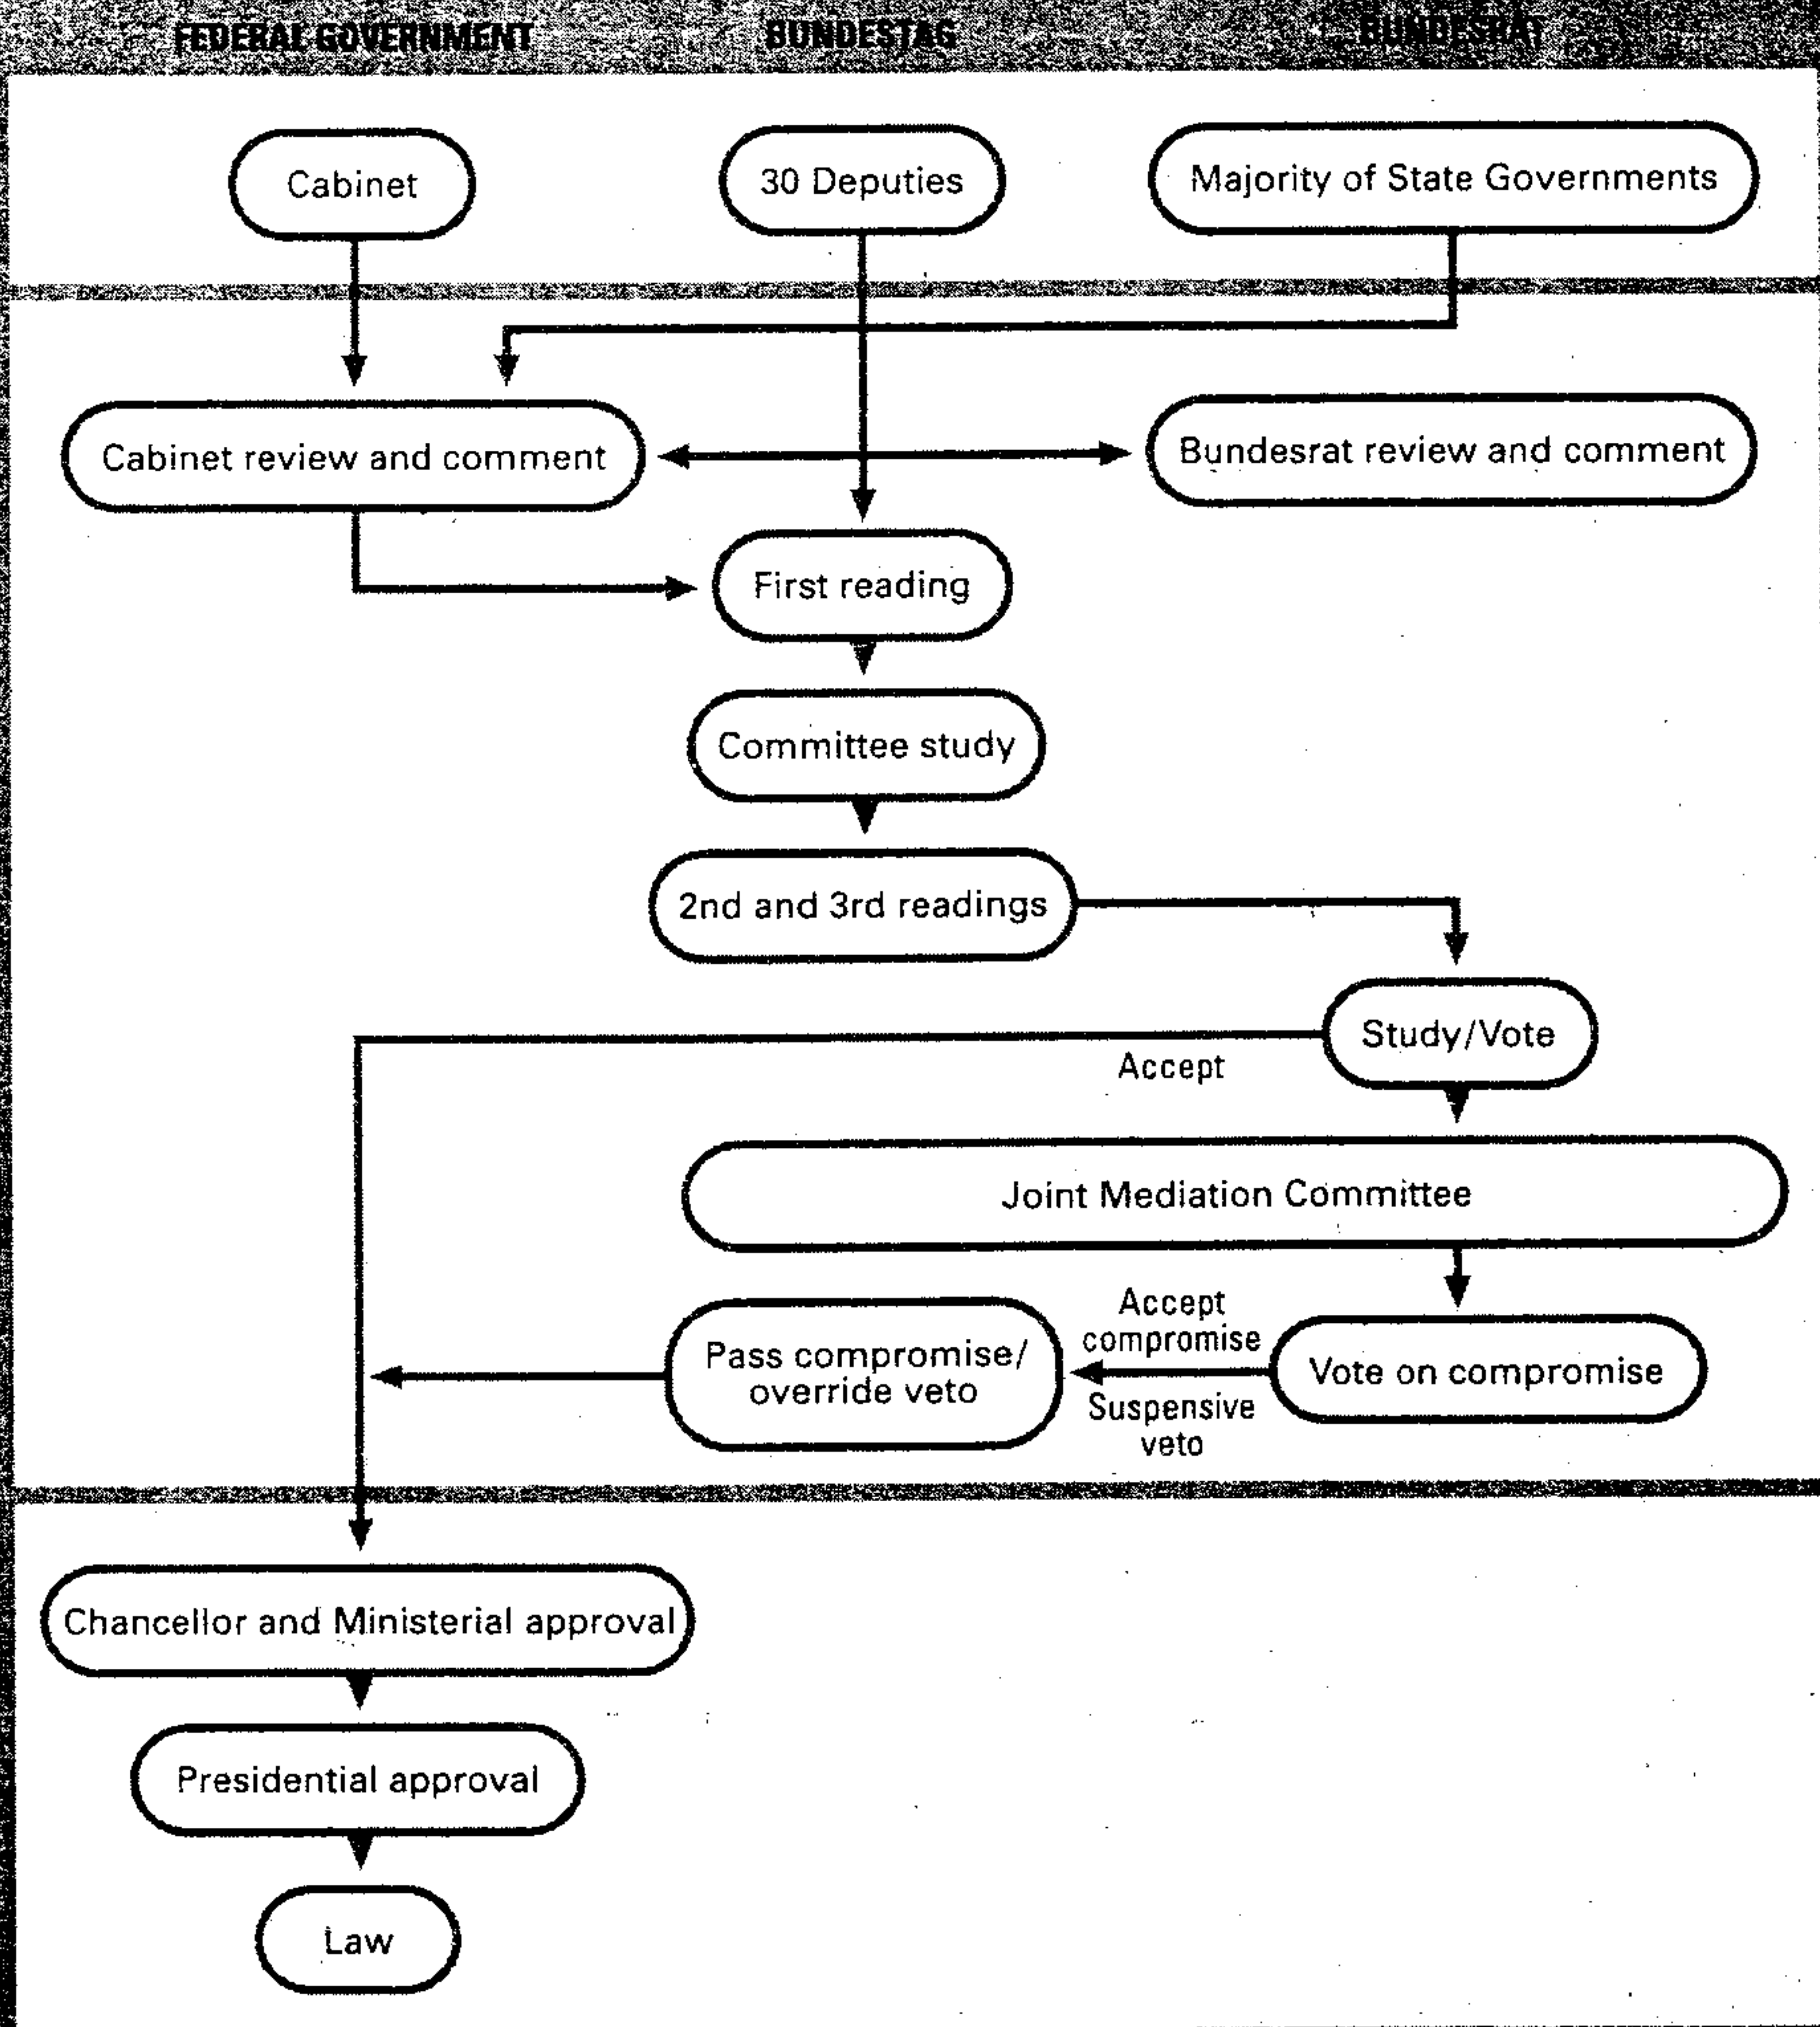 FEDERAL GOVERNMENT
BUNDESTAG
BUNDESRAT
Cabinet
30 Deputies
Majority of State Governments
Cabinet review and comment
Bundesrat review and comment
First reading
Committee study
2nd and 3rd readings
Study/Vote
Accept
Joint Mediation Committee
Accept
compromise
Pass compromise/
override veto
Vote on compromise
Suspensive
veto
Chancellor and Ministerial approval
Presidential approval
Law